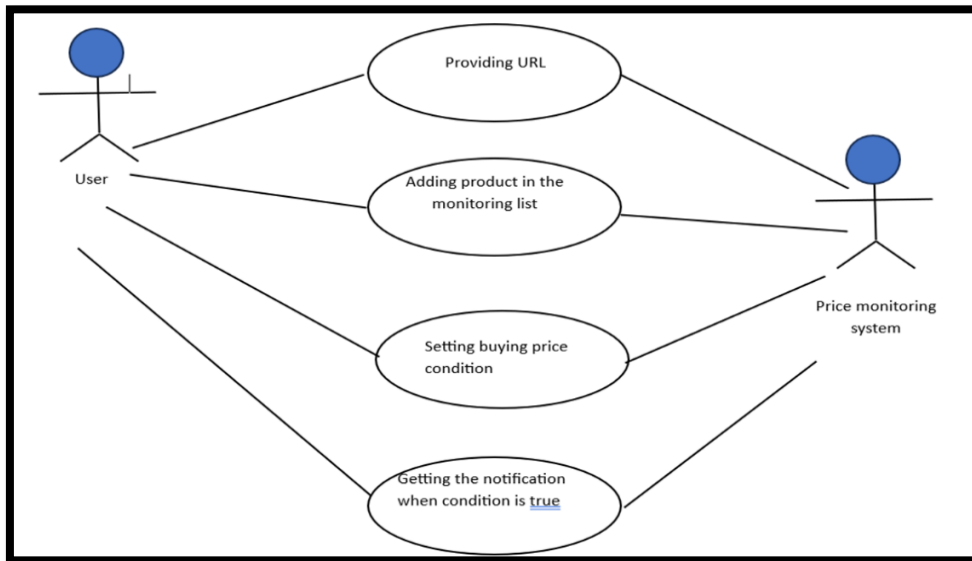 Providing URL
User
Adding product in the
monitoring list
Price monitoring
system
Setting buying price
condition
Getting the notification
when condition is true